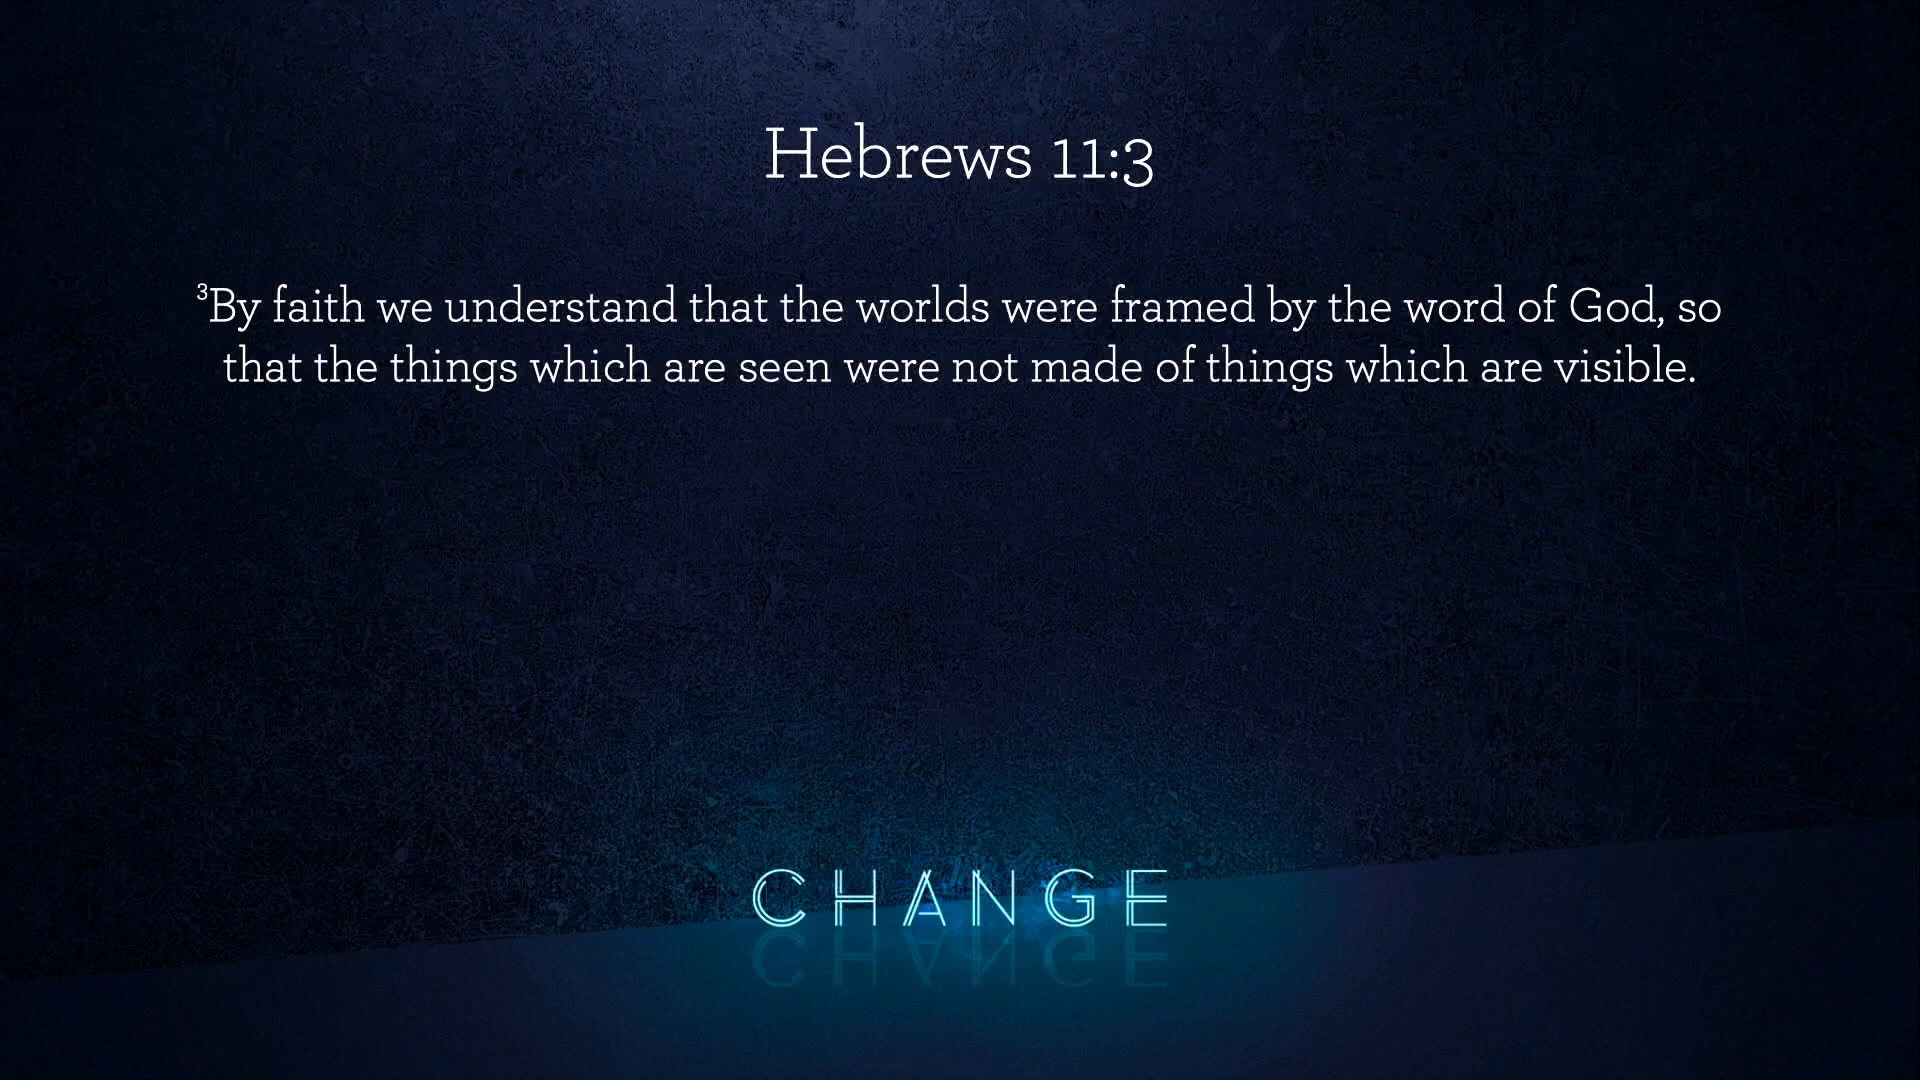 Hebrews 11:3
³By faith we understand that the worlds were framed by the word of God, so
that the things which are seen were not made of things which are visible.
CHANGE